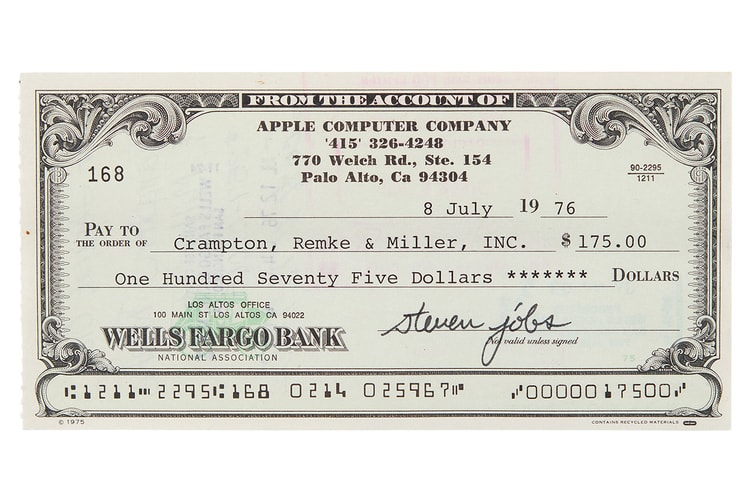 FROM THE ACCOUNT OF
APPLE COMPUTER COMPANY
'415' 326-4248
770 Welch Rd., Ste. 154
Palo Alto, Ca 94304
168
90-2295
1211
8 July 19 76
PAY TO
THE ORDER OF Crampton, Remke & Miller, INC. $ 175.00
One Hundred Seventy Five Dollars ******* DOLLARS
LOS ALTOS OFFICE
100 MAIN ST LOS ALTOS CA 94022
WELLS FARGO BANK
NATIONAL ASSOCIATION
steven jobs
Not valid unless signed
75
⑆1211⑉2295⑆168 0214 025967⑈ ⑈0000017500⑈
© 1975
CONTAINS RECYCLED MATERIALS